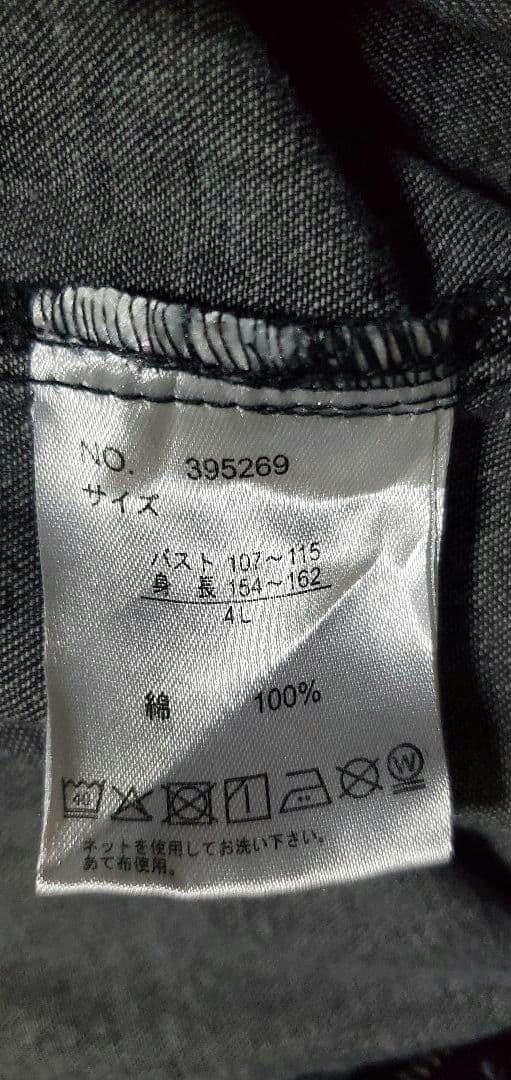 NO. 395269
サイズ
バスト 107～115
身長 154～162
4L
綿 100%
40 W
ネットを使用してお洗い下さい。
あて布使用。